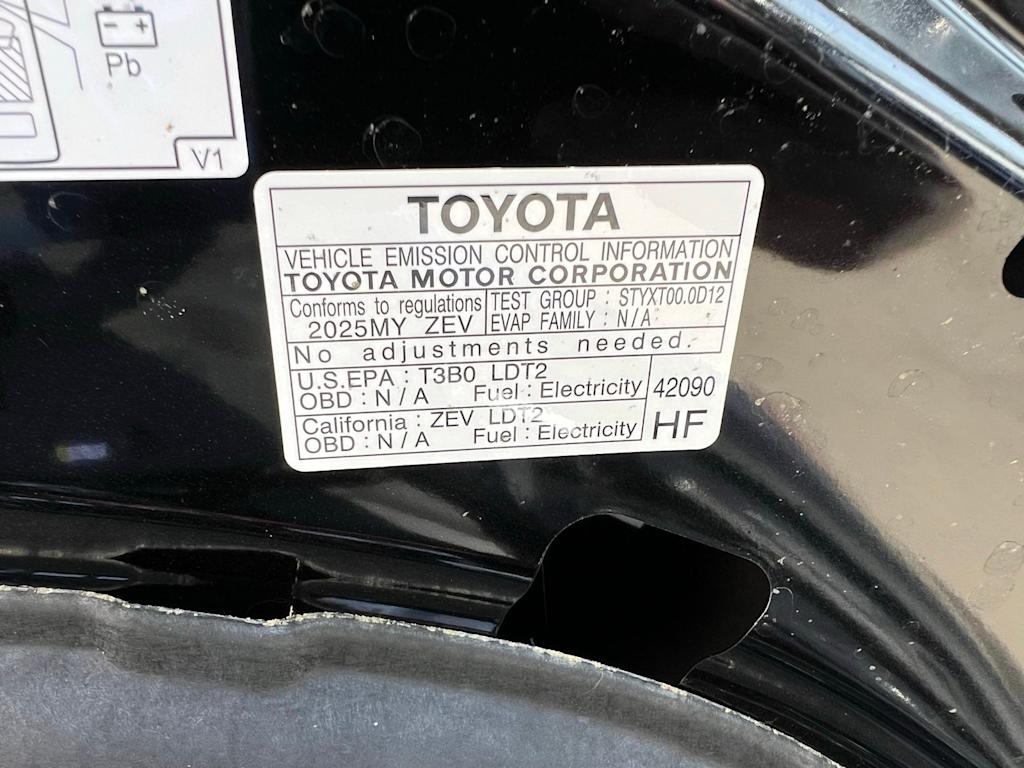 - +
Pb
V1
TOYOTA
VEHICLE EMISSION CONTROL INFORMATION
TOYOTA MOTOR CORPORATION
Conforms to regulations
2025MY ZEV
TEST GROUP : STYXT00.0D12
EVAP FAMILY : N/A
No adjustments needed.
U.S.EPA : T3B0 LDT2
OBD : N/A Fuel : Electricity
California : ZEV LDT2
OBD : N/A Fuel : Electricity
42090
HF